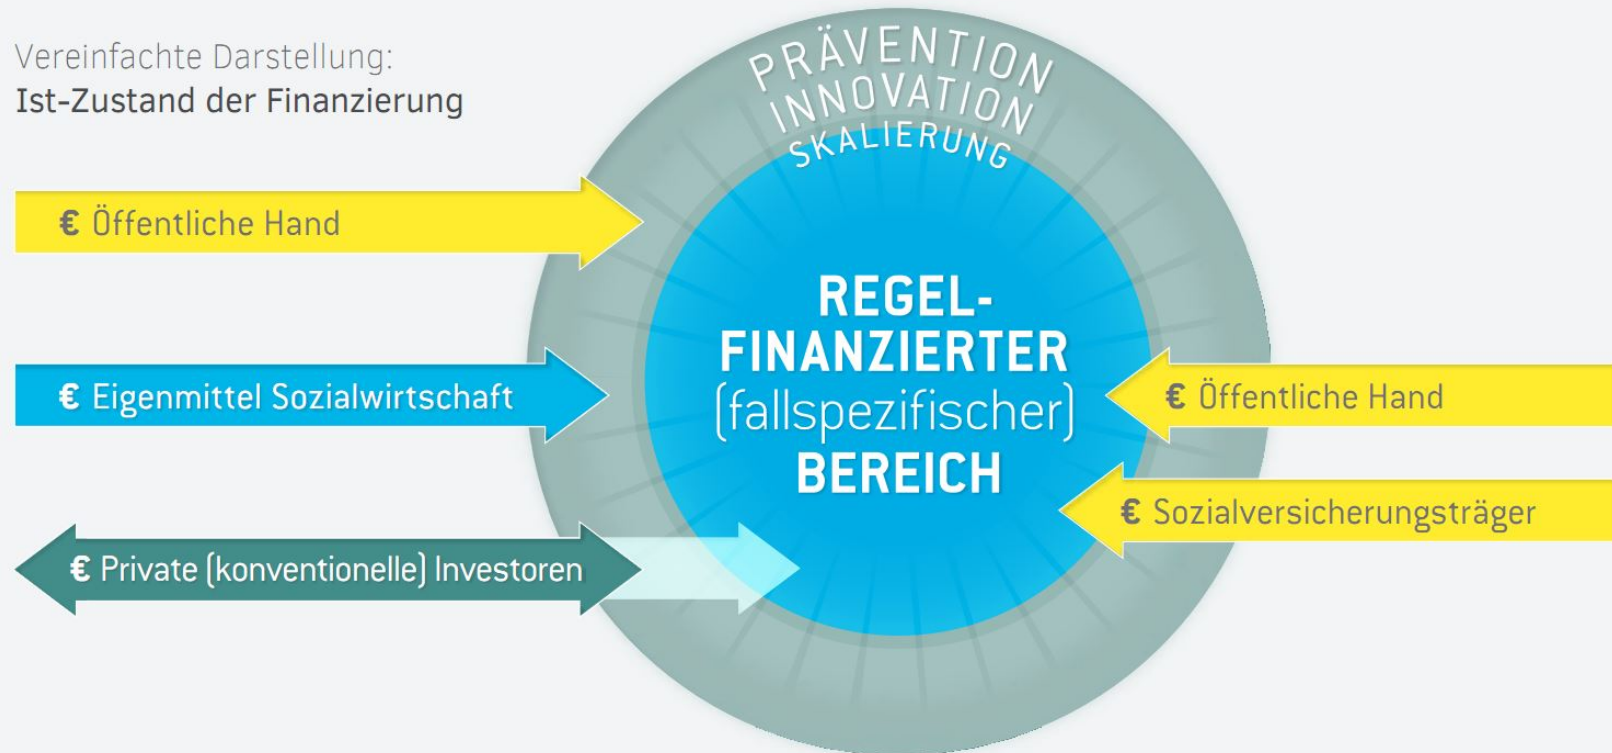 Vereinfachte Darstellung:
Ist-Zustand der Finanzierung
PRÄVENTION
INNOVATION
SKALIERUNG
€ Öffentliche Hand
REGEL-
FINANZIERTER
(fallspezifischer)
BEREICH
€ Eigenmittel Sozialwirtschaft
€ Öffentliche Hand
€ Sozialversicherungsträger
€ Private (konventionelle) Investoren